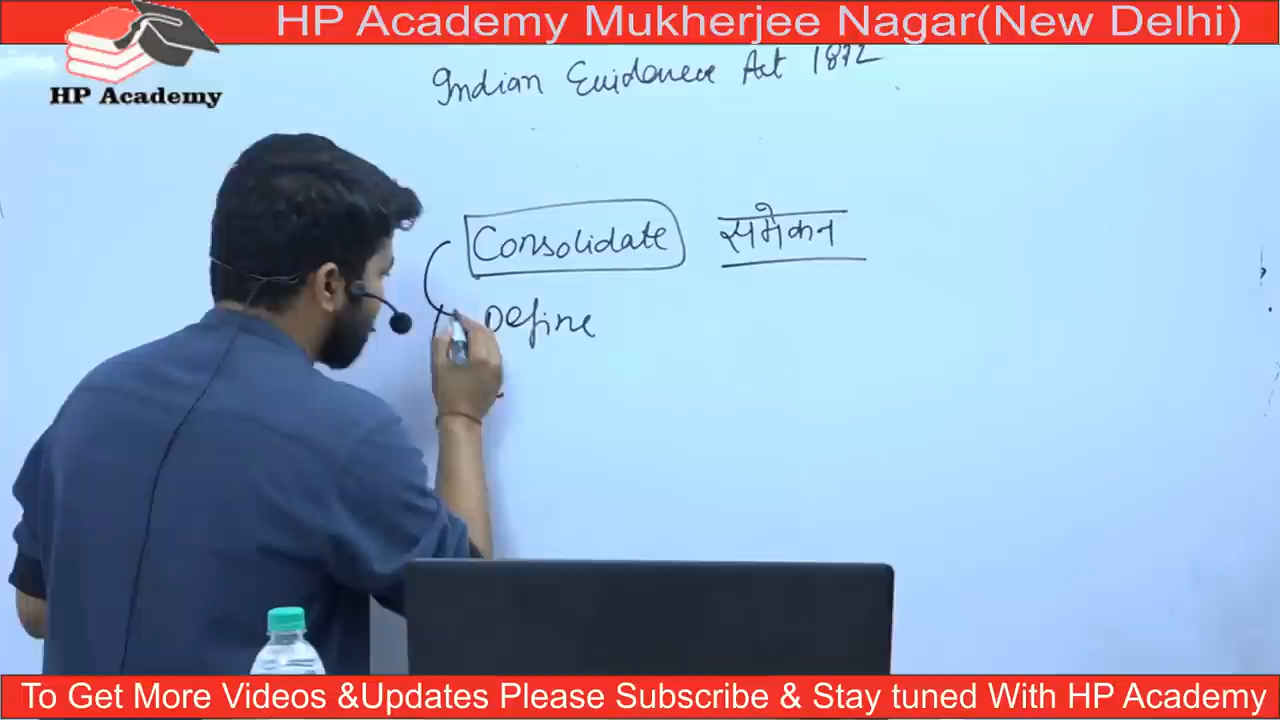 HP Academy Mukherjee Nagar(New Delhi)
HP Academy
Indian Evidence Act 1872
Consolidate समेकन
Define
To Get More Videos &Updates Please Subscribe & Stay tuned With HP Academy